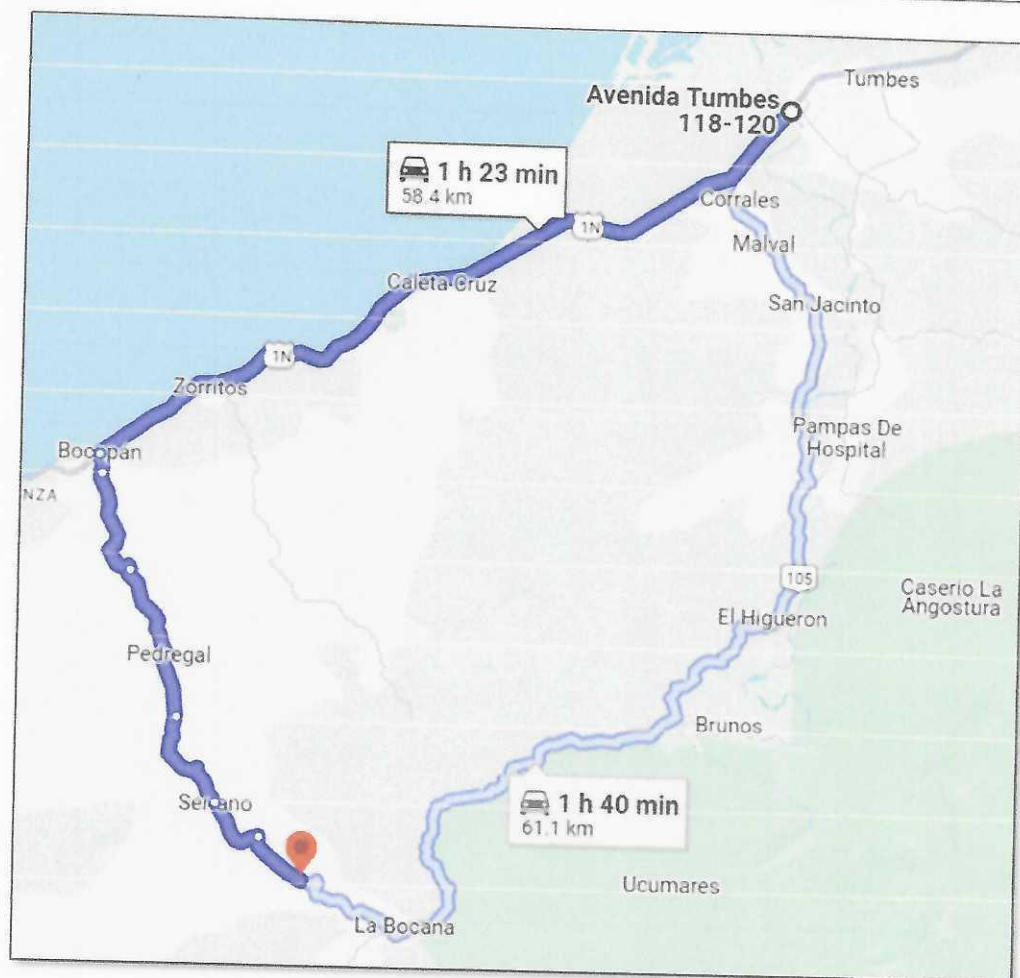 Tumbes
Avenida Tumbes
118-120
1 h 23 min
58.4 km
Corrales
1N
Malval
Caleta Cruz
San Jacinto
1N
Zorritos
Pampas De
Hospital
Bocopán
NZA
105
Caserio La
Angostura
El Higueron
Pedregal
Brunos
Sercano
1 h 40 min
61.1 km
Ucumares
La Bocana